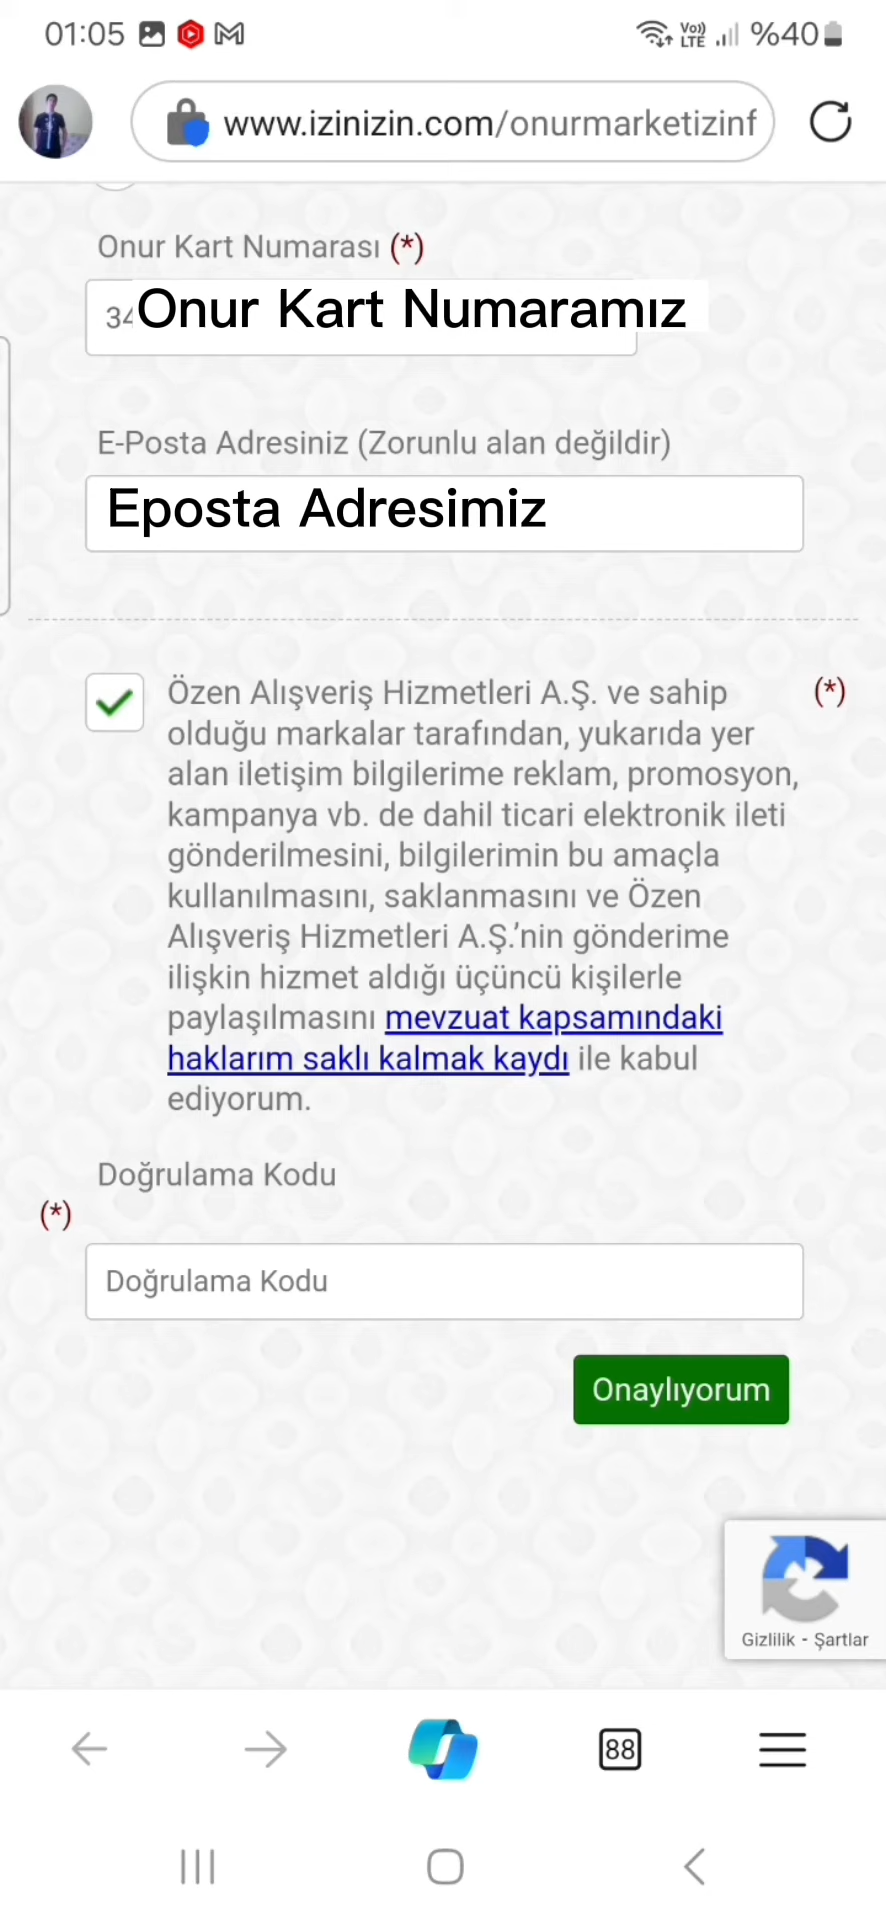 01:05
Vo)) LTE %40
www.izinizin.com/onurmarketizinf
Onur Kart Numarası (*)
34
Onur Kart Numaramız
E-Posta Adresiniz (Zorunlu alan değildir)
Eposta Adresimiz
Özen Alışveriş Hizmetleri A.Ş. ve sahip (*)
olduğu markalar tarafından, yukarıda yer
alan iletişim bilgilerime reklam, promosyon,
kampanya vb. de dahil ticari elektronik ileti
gönderilmesini, bilgilerimin bu amaçla
kullanılmasını, saklanmasını ve Özen
Alışveriş Hizmetleri A.Ş.’nin gönderime
ilişkin hizmet aldığı üçüncü kişilerle
paylaşılmasını mevzuat kapsamındaki
haklarım saklı kalmak kaydı ile kabul
ediyorum.
Doğrulama Kodu
(*)
Doğrulama Kodu
Onaylıyorum
Gizlilik - Şartlar
88